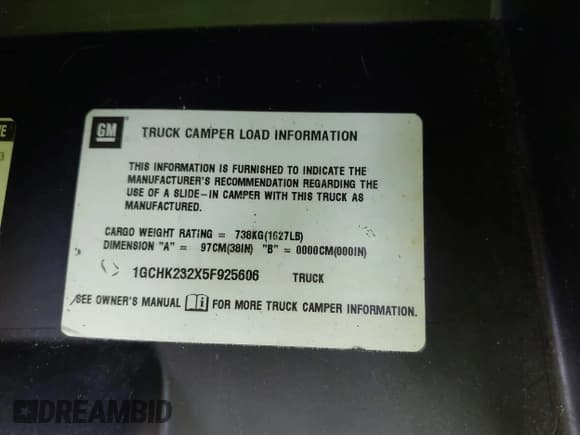 GM
TRUCK CAMPER LOAD INFORMATION
THIS INFORMATION IS FURNISHED TO INDICATE THE
MANUFACTURER'S RECOMMENDATION REGARDING THE
USE OF A SLIDE-IN CAMPER WITH THIS TRUCK AS
MANUFACTURED.
CARGO WEIGHT RATING = 738KG(1627LB)
DIMENSION "A" = 97CM(38IN) "B" = 0000CM(000IN)
1GCHK232X5F925606 TRUCK
SEE OWNER'S MANUAL FOR MORE TRUCK CAMPER INFORMATION.
DREAMBID